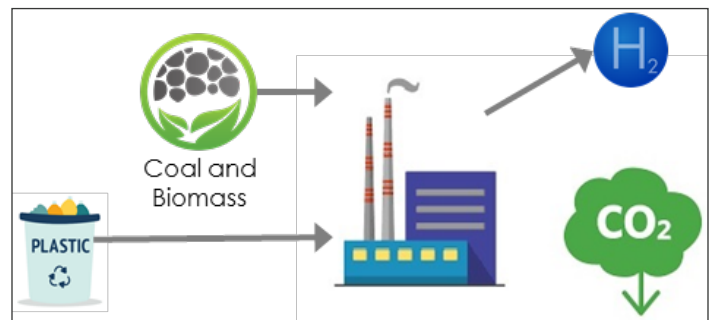 H₂
Coal and
Biomass
PLASTIC
CO₂